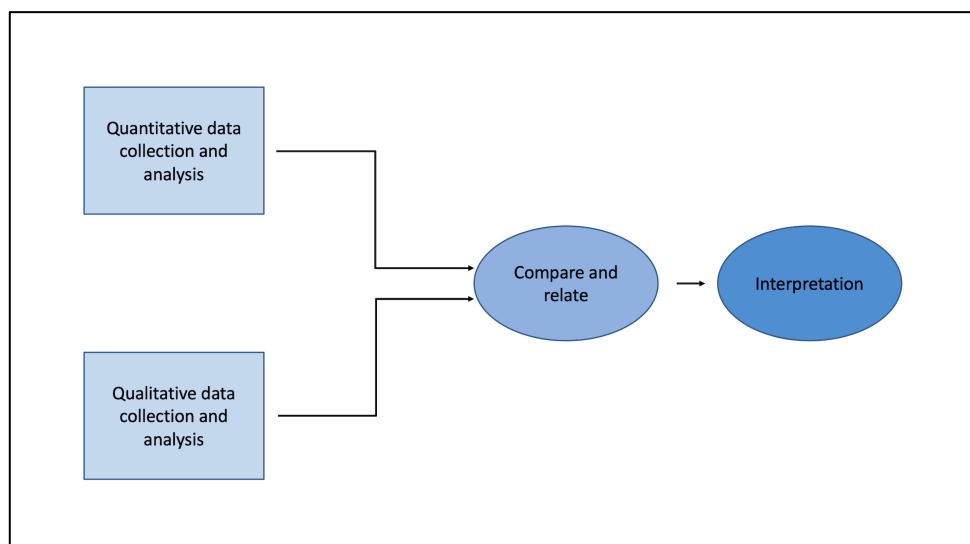 Quantitative data
collection and
analysis
Compare and
relate
Interpretation
Qualitative data
collection and
analysis